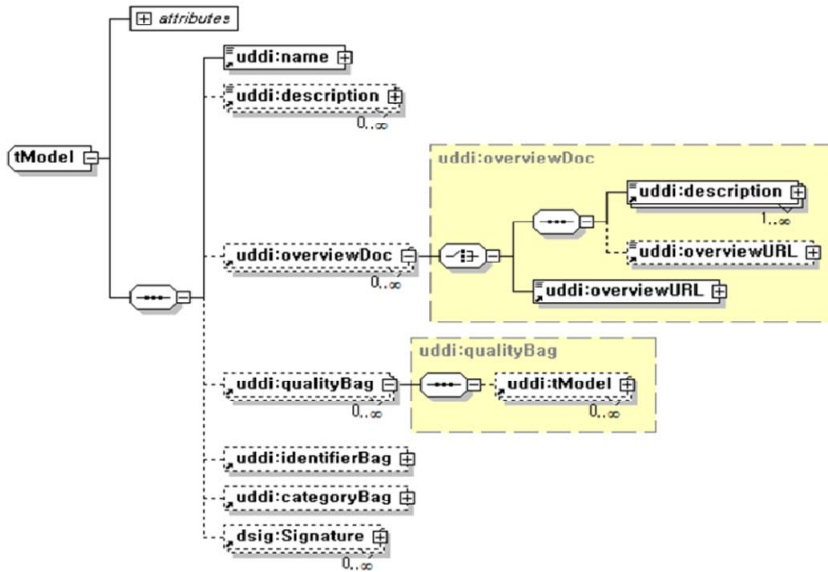 attributes
uddi:name
uddi:description
0..∞
tModel
uddi:overviewDoc
uddi:description
1..∞
uddi:overviewDoc
0..∞
uddi:overviewURL
uddi:overviewURL
uddi:qualityBag
uddi:qualityBag
0..∞
uddi:tModel
0..∞
uddi:identifierBag
uddi:categoryBag
dsig:Signature
0..∞